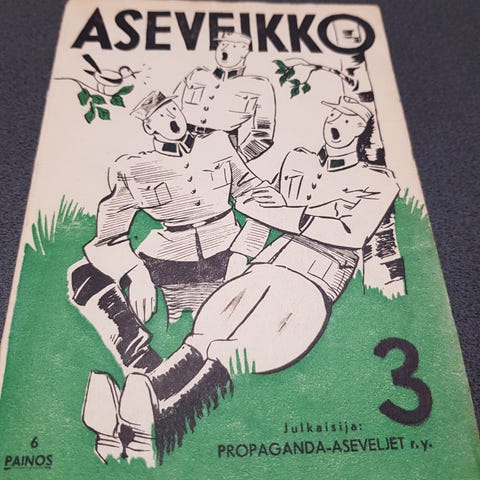 ASEVEIKKO
3
Julkaisija:
PROPAGANDA-ASEVELJET r.y.
6
PAINOS